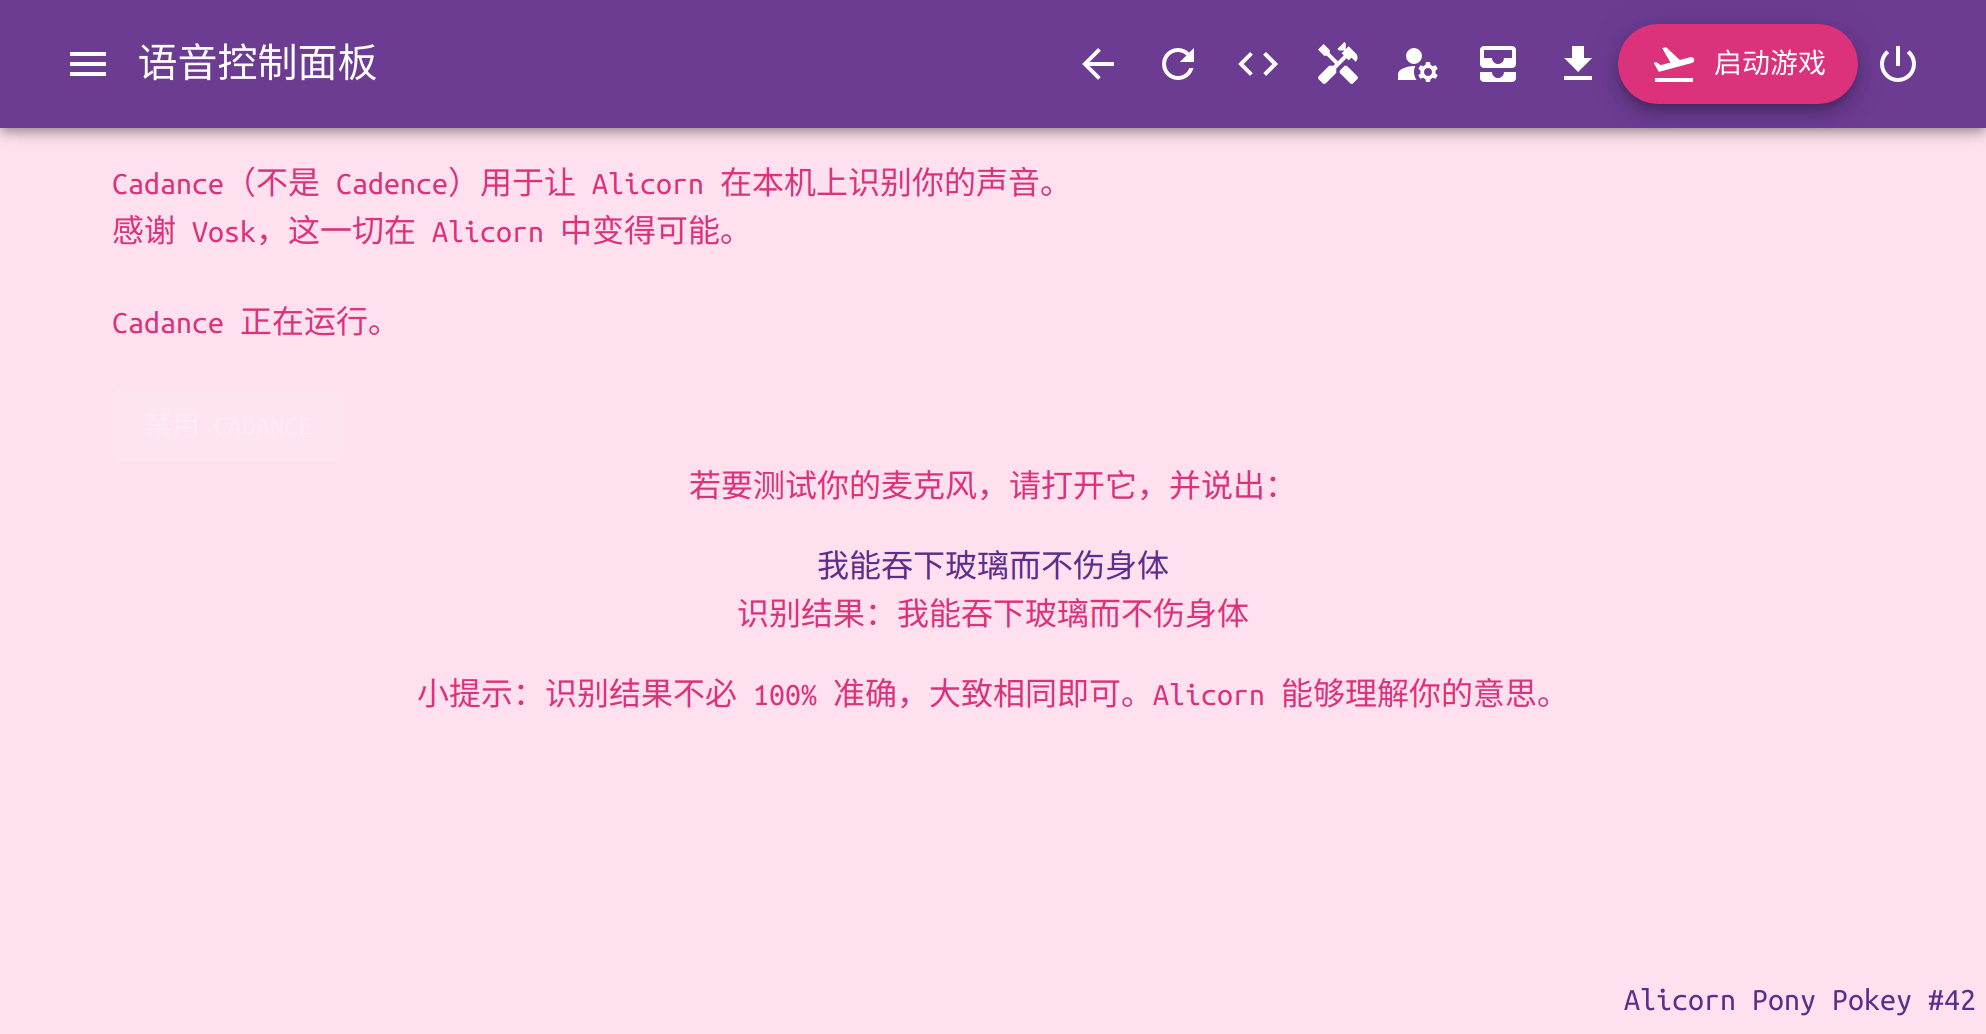 语音控制面板
启动游戏
Cadance（不是 Cadence）用于让 Alicorn 在本机上识别你的声音。
感谢 Vosk，这一切在 Alicorn 中变得可能。
Cadance 正在运行。
禁用 CADANCE
若要测试你的麦克风，请打开它，并说出：
我能吞下玻璃而不伤身体
识别结果：我能吞下玻璃而不伤身体
小提示：识别结果不必 100% 准确，大致相同即可。Alicorn 能够理解你的意思。
Alicorn Pony Pokey #42